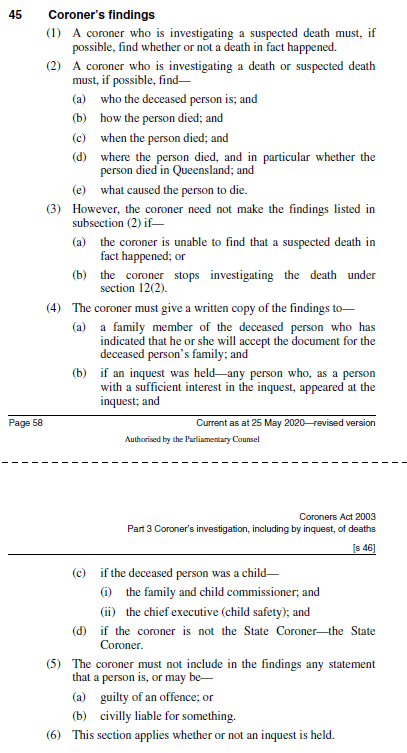 45 Coroner's findings
(1) A coroner who is investigating a suspected death must, if
possible, find whether or not a death in fact happened.
(2) A coroner who is investigating a death or suspected death
must, if possible, find—
(a) who the deceased person is; and
(b) how the person died; and
(c) when the person died; and
(d) where the person died, and in particular whether the
person died in Queensland; and
(e) what caused the person to die.
(3) However, the coroner need not make the findings listed in
subsection (2) if—
(a) the coroner is unable to find that a suspected death in
fact happened; or
(b) the coroner stops investigating the death under
section 12(2).
(4) The coroner must give a written copy of the findings to—
(a) a family member of the deceased person who has
indicated that he or she will accept the document for the
deceased person's family; and
(b) if an inquest was held—any person who, as a person
with a sufficient interest in the inquest, appeared at the
inquest; and
Page 58 Current as at 25 May 2020—revised version
Authorised by the Parliamentary Counsel
Coroners Act 2003
Part 3 Coroner's investigation, including by inquest, of deaths
[s 46]
(c) if the deceased person was a child—
(i) the family and child commissioner; and
(ii) the chief executive (child safety); and
(d) if the coroner is not the State Coroner—the State
Coroner.
(5) The coroner must not include in the findings any statement
that a person is, or may be—
(a) guilty of an offence; or
(b) civilly liable for something.
(6) This section applies whether or not an inquest is held.